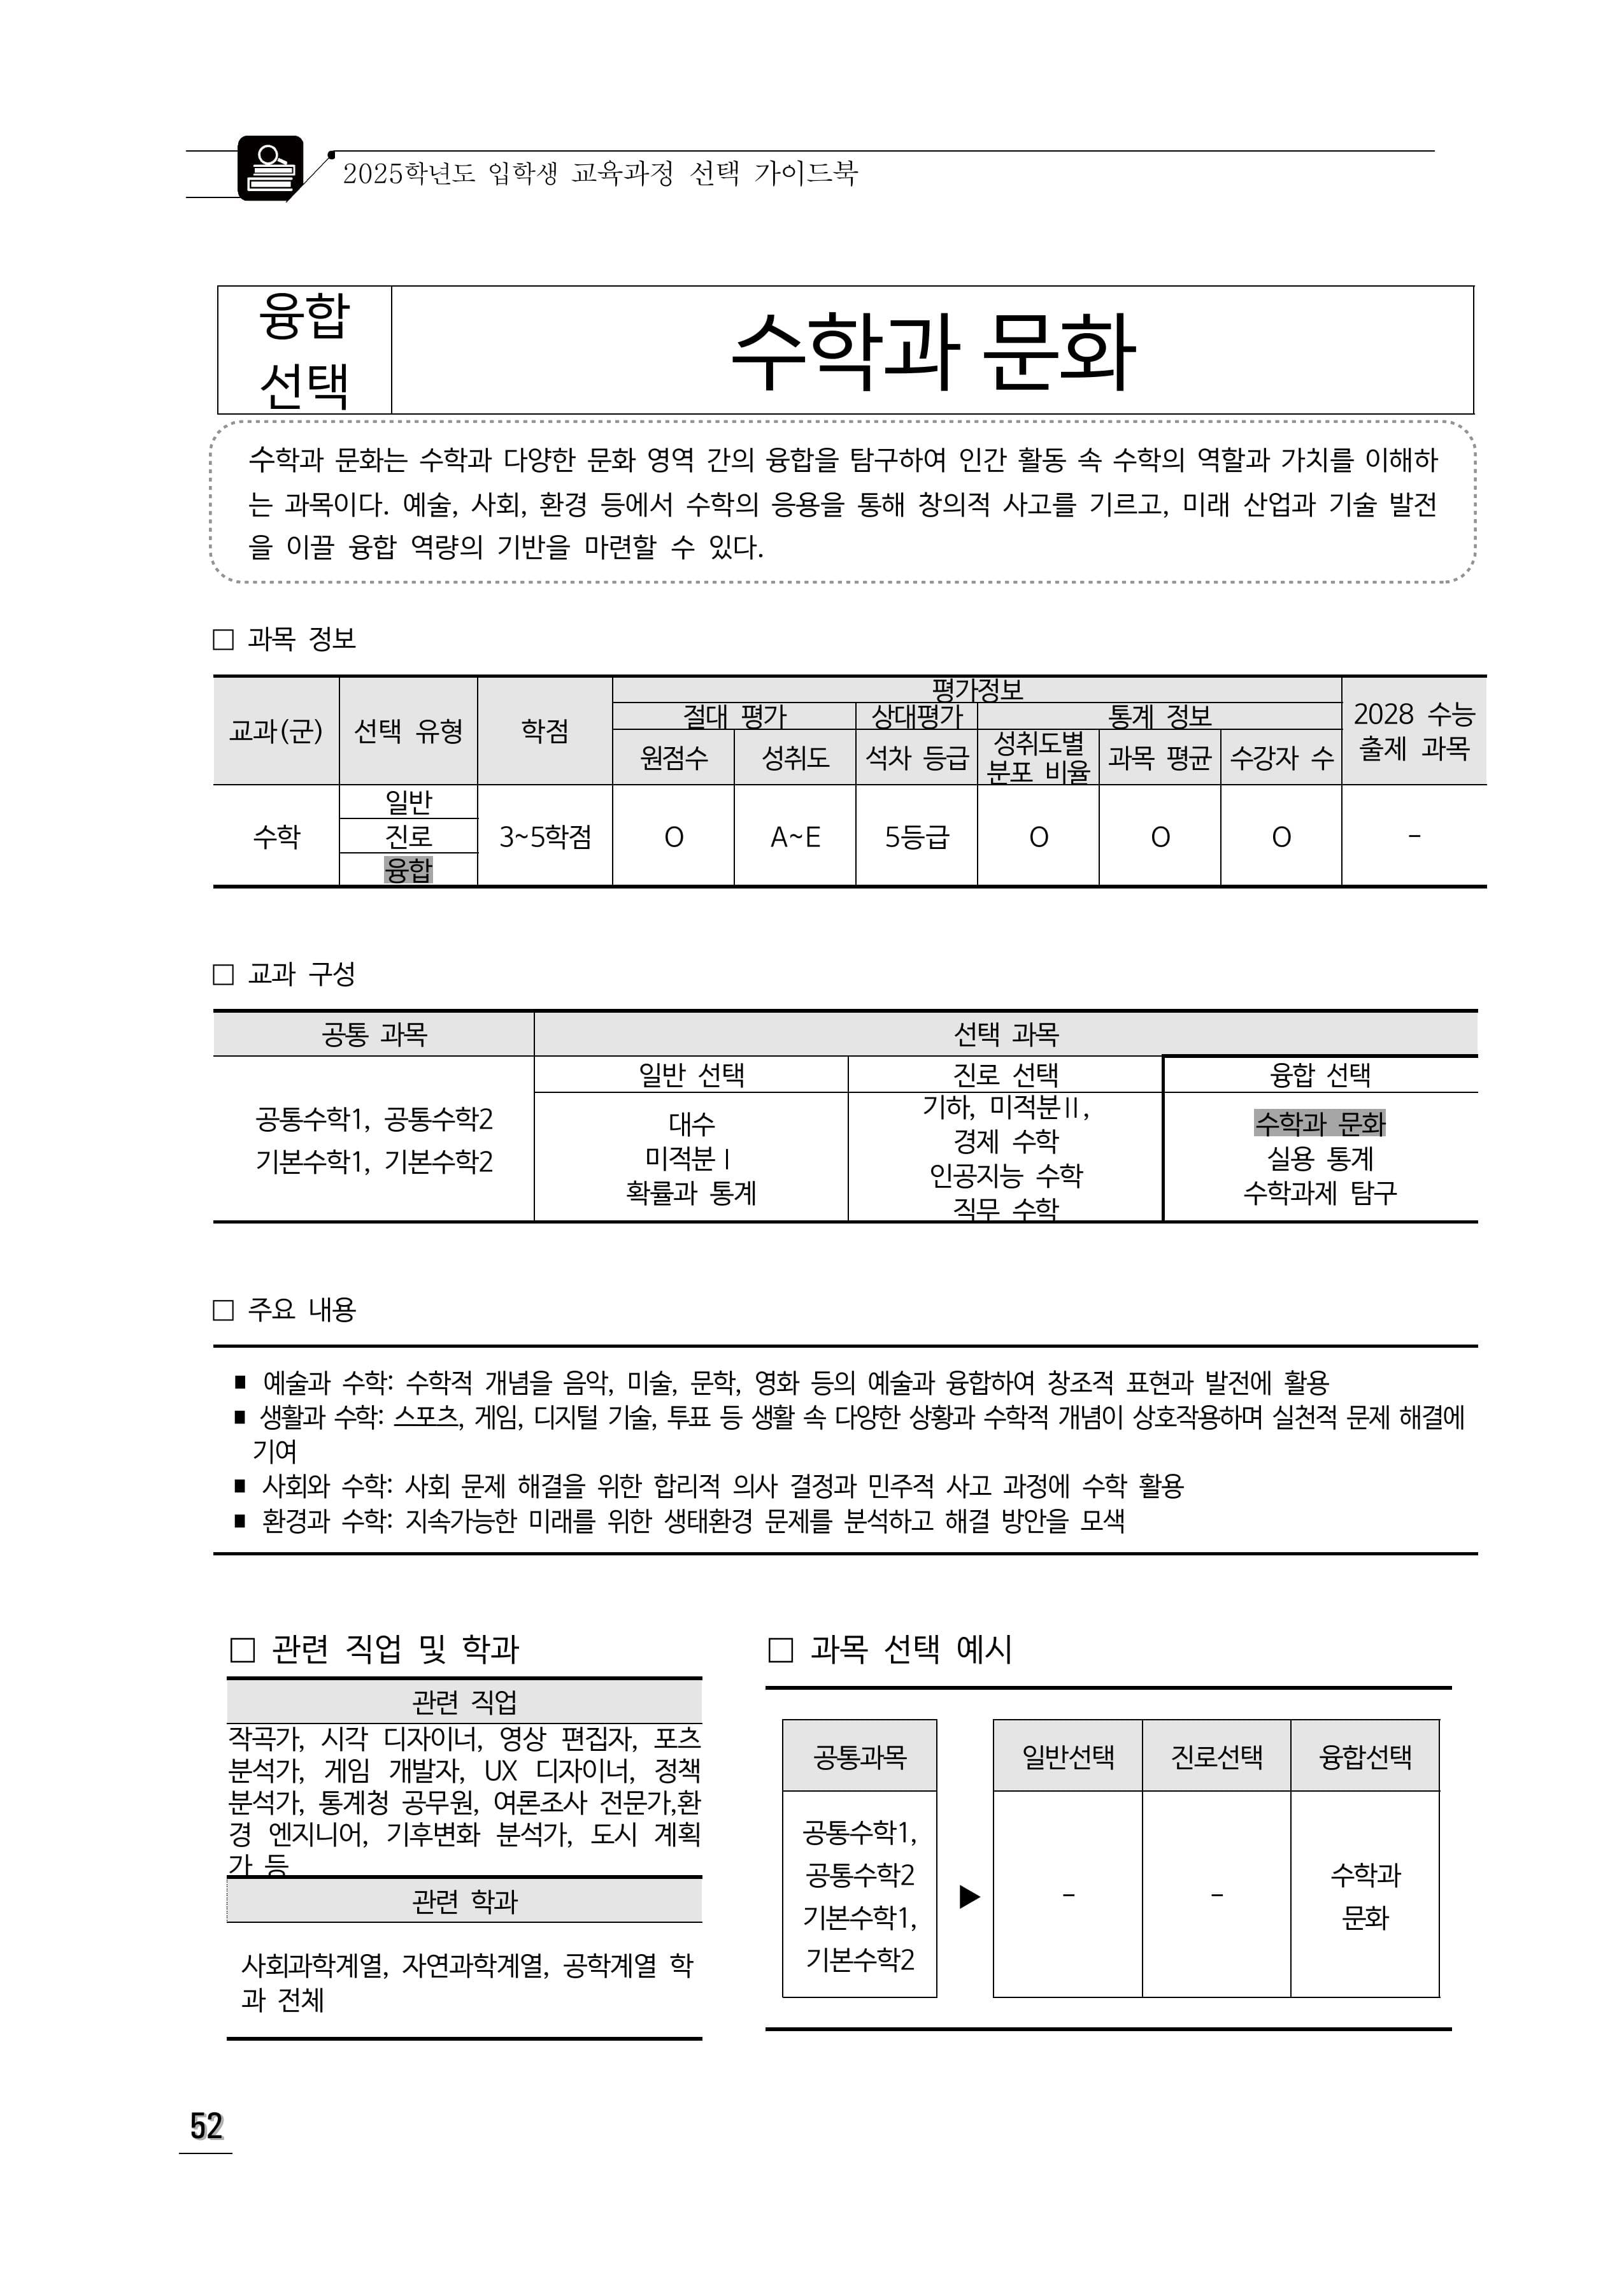 2025학년도 입학생 교육과정 선택 가이드북
융합
선택
수학과 문화
수학과 문화는 수학과 다양한 문화 영역 간의 융합을 탐구하여 인간 활동 속 수학의 역할과 가치를 이해하
는 과목이다. 예술, 사회, 환경 등에서 수학의 응용을 통해 창의적 사고를 기르고, 미래 산업과 기술 발전
을 이끌 융합 역량의 기반을 마련할 수 있다.
□ 과목 정보
교과(군) 선택 유형 학점 평가정보 2028 수능
출제 과목
절대 평가 상대평가 통계 정보
원점수 성취도 석차 등급 성취도별
분포 비율 과목 평균 수강자 수
수학 일반
진로
융합
3~5학점 O A~E 5등급 O O O -
□ 교과 구성
공통 과목 선택 과목
일반 선택 진로 선택 융합 선택
공통수학1, 공통수학2
기본수학1, 기본수학2
대수
미적분Ⅰ
확률과 통계
기하, 미적분Ⅱ,
경제 수학
인공지능 수학
직무 수학
수학과 문화
실용 통계
수학과제 탐구
□ 주요 내용
■ 예술과 수학: 수학적 개념을 음악, 미술, 문학, 영화 등의 예술과 융합하여 창조적 표현과 발전에 활용
■ 생활과 수학: 스포츠, 게임, 디지털 기술, 투표 등 생활 속 다양한 상황과 수학적 개념이 상호작용하며 실천적 문제 해결에
기여
■ 사회와 수학: 사회 문제 해결을 위한 합리적 의사 결정과 민주적 사고 과정에 수학 활용
■ 환경과 수학: 지속가능한 미래를 위한 생태환경 문제를 분석하고 해결 방안을 모색
□ 관련 직업 및 학과
관련 직업
작곡가, 시각 디자이너, 영상 편집자, 포츠
분석가, 게임 개발자, UX 디자이너, 정책
분석가, 통계청 공무원, 여론조사 전문가,환
경 엔지니어, 기후변화 분석가, 도시 계획
가 등
관련 학과
사회과학계열, 자연과학계열, 공학계열 학
과 전체
□ 과목 선택 예시
공통과목
공통수학1,
공통수학2
기본수학1,
기본수학2
▶
일반선택 진로선택 융합선택
- - 수학과
문화
52